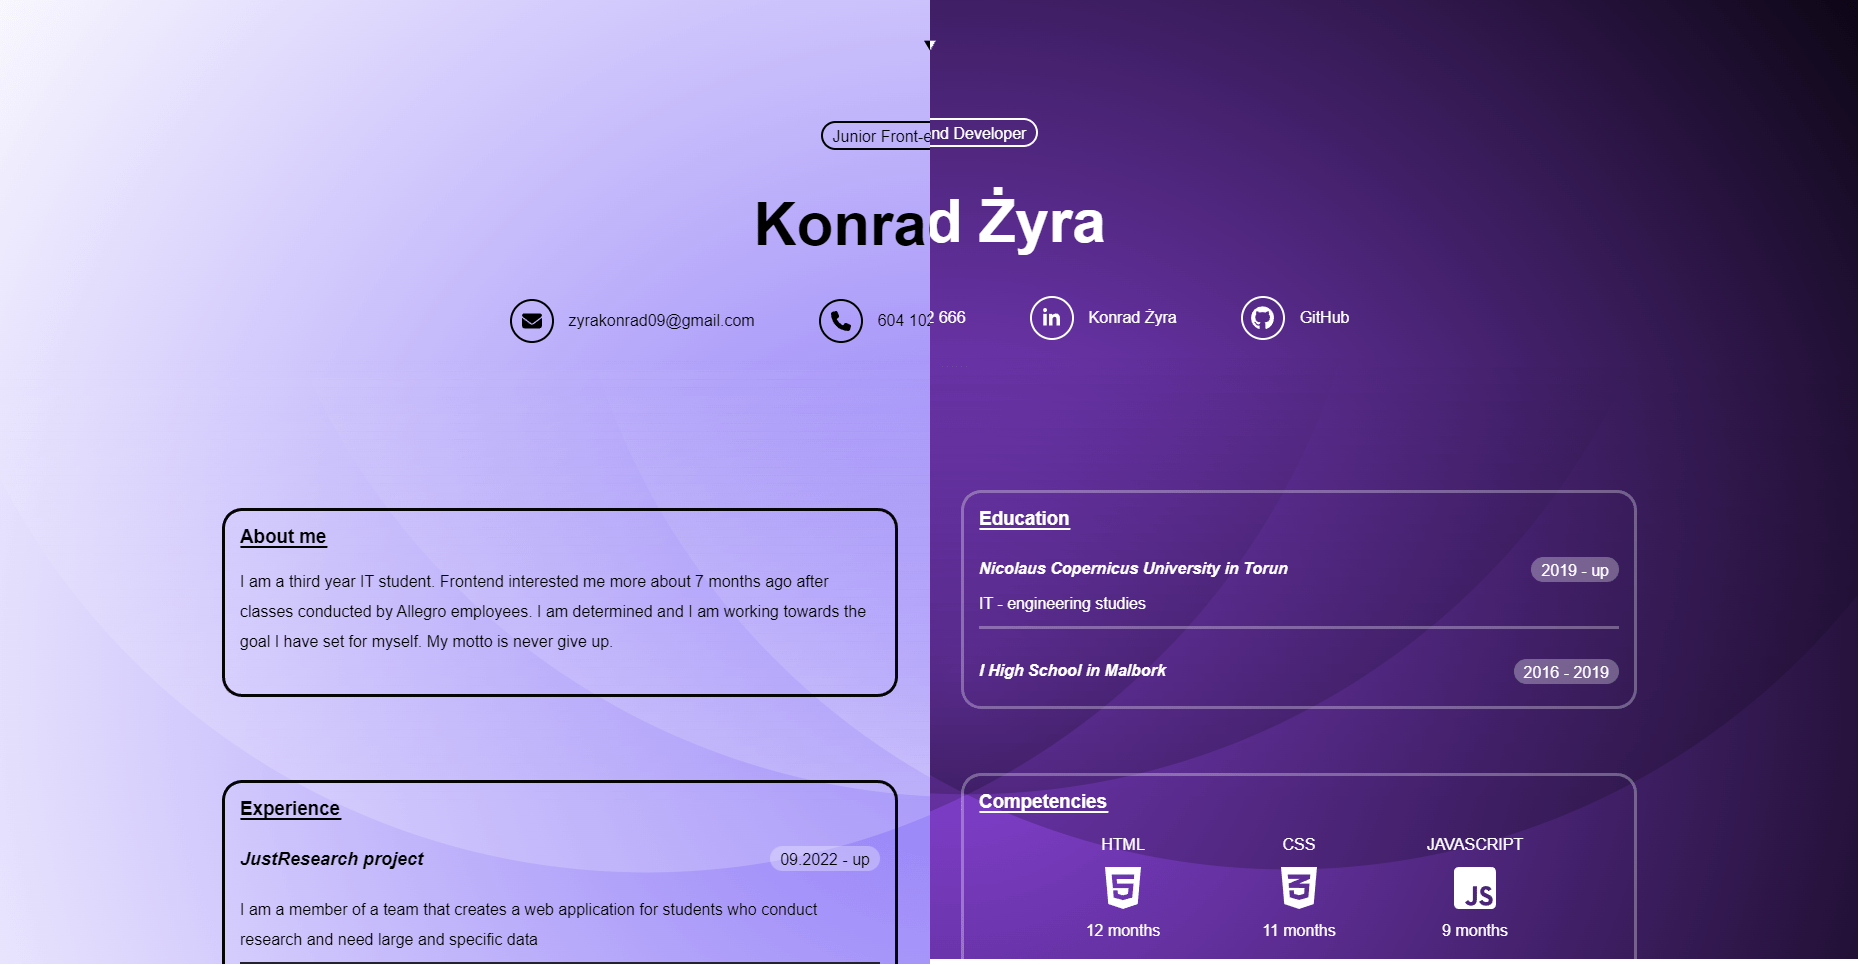 Junior Front-end Developer
Konrad Żyra
zyrakonrad09@gmail.com
604 102 666
Konrad Żyra
GitHub
About me
I am a third year IT student. Frontend interested me more about 7 months ago after
classes conducted by Allegro employees. I am determined and I am working towards the
goal I have set for myself. My motto is never give up.
Education
Nicolaus Copernicus University in Torun
2019 - up
IT - engineering studies
I High School in Malbork
2016 - 2019
Experience
JustResearch project
09.2022 - up
I am a member of a team that creates a web application for students who conduct
research and need large and specific data
Competencies
HTML
CSS
JAVASCRIPT
5
3
JS
12 months
11 months
9 months